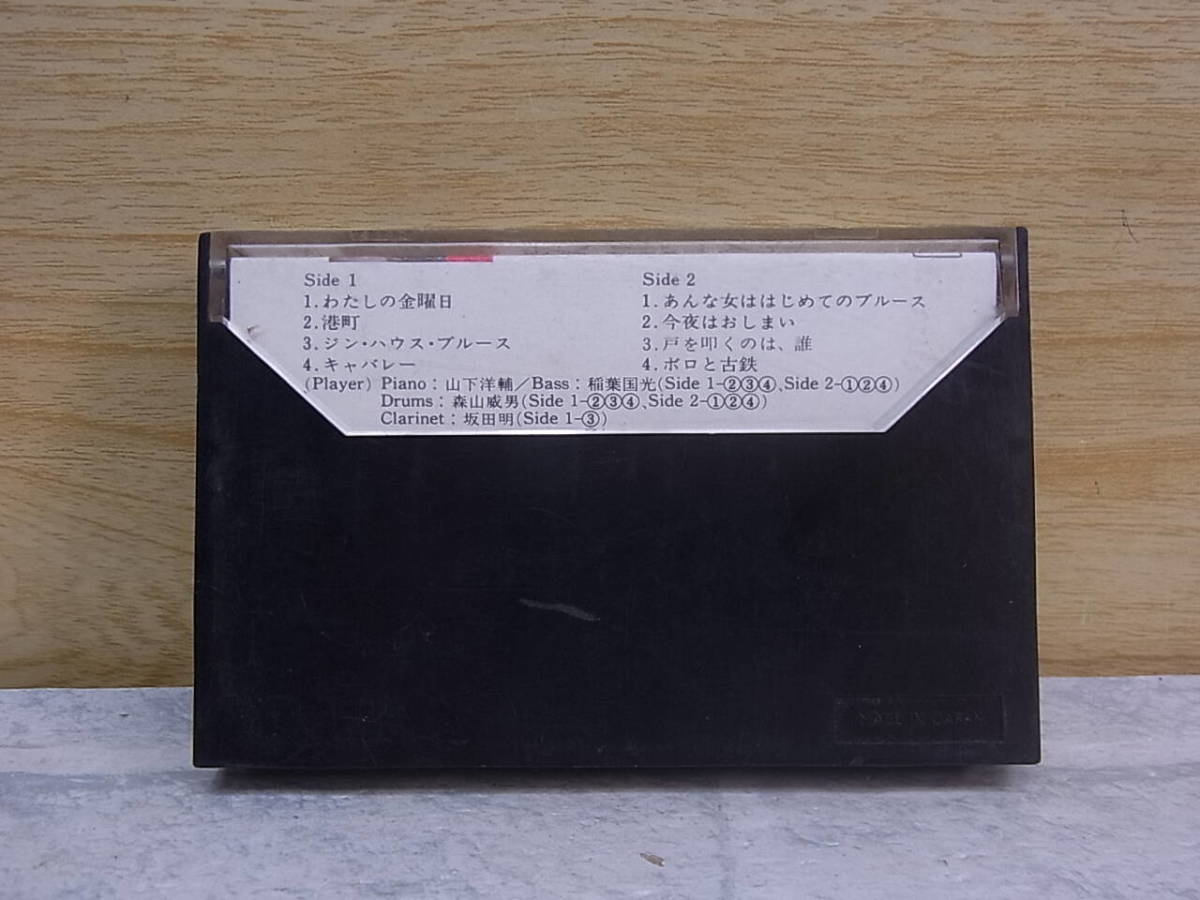 Side 1
1.わたしの金曜日
2.港町
3.ジン・ハウス・ブルース
4.キャバレー
Side 2
1.あんな女ははじめてのブルース
2.今夜はおしまい
3.戸を叩くのは、誰
4.ボロと古鉄
(Player) Piano：山下洋輔／Bass：稲葉国光(Side 1-②③④、Side 2-①②④)
Drums：森山威男(Side 1-②③④、Side 2-①②④)
Clarinet：坂田明(Side 1-③)
MADE IN JAPAN